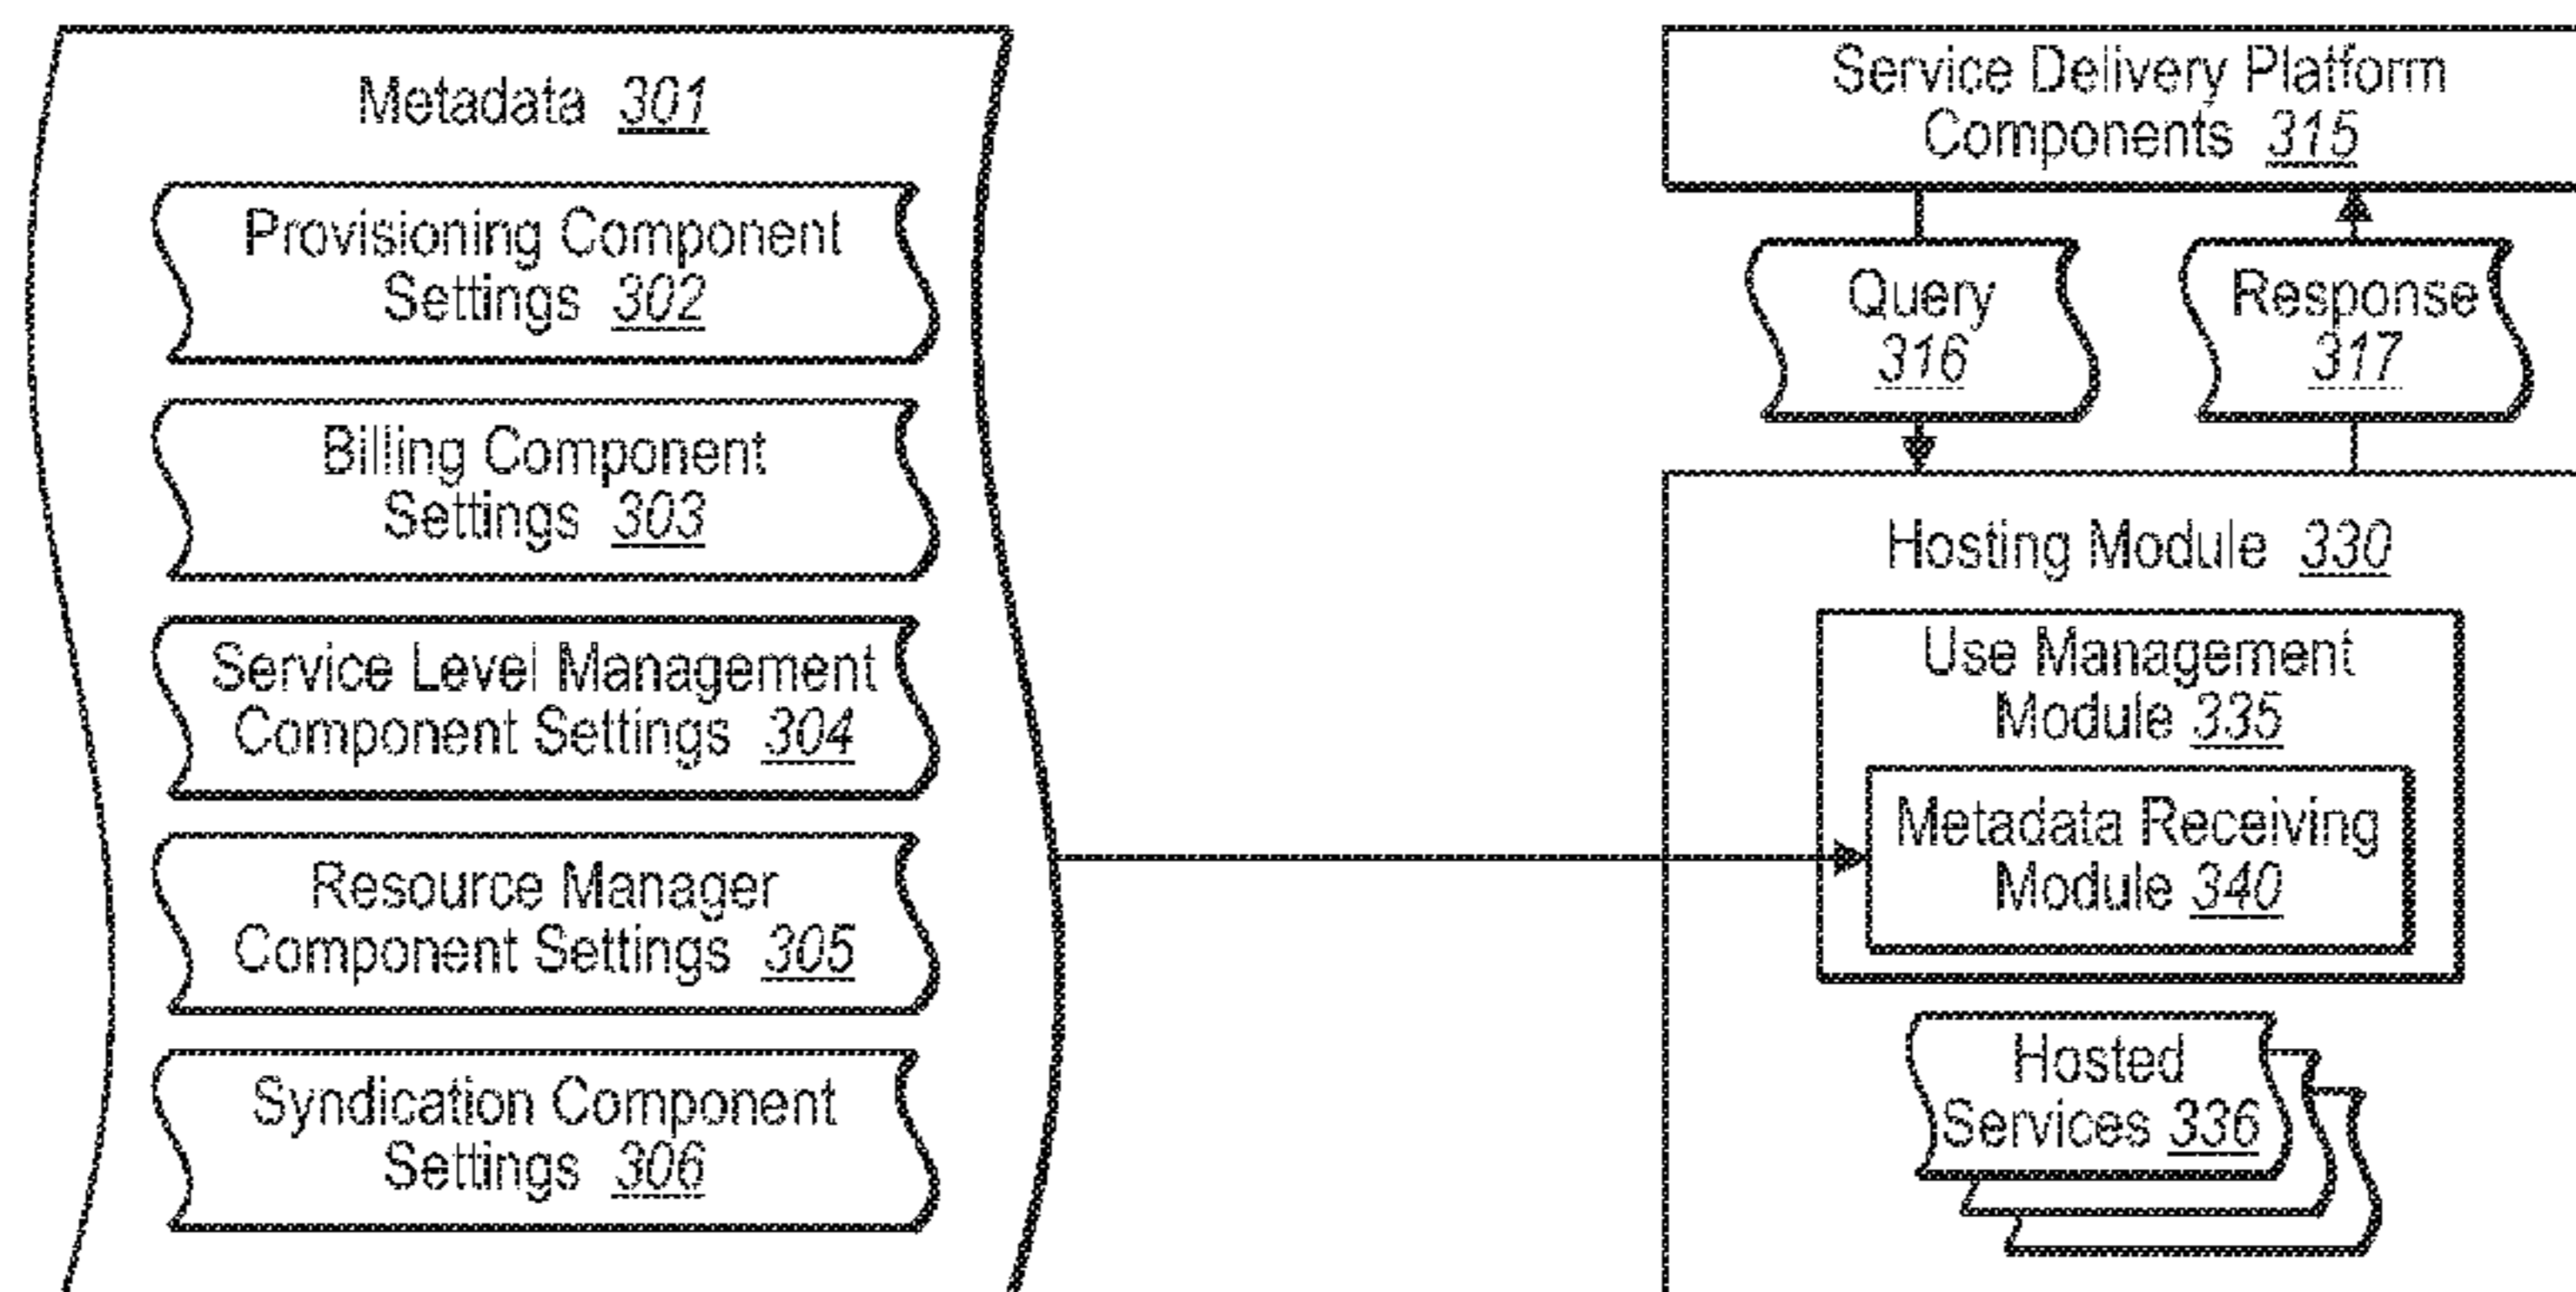 Metadata 301
Provisioning Component
Settings 302
Billing Component
Settings 303
Service Level Management
Component Settings 304
Resource Manager
Component Settings 305
Syndication Component
Settings 306
Service Delivery Platform
Components 315
Query
316
Response
317
Hosting Module 330
Use Management
Module 335
Metadata Receiving
Module 340
Hosted
Services 336